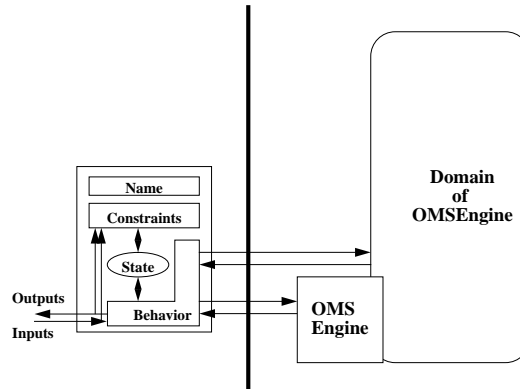 Name
Constraints
State
Behavior
Outputs
Inputs
Domain
of
OMSEngine
OMS
Engine